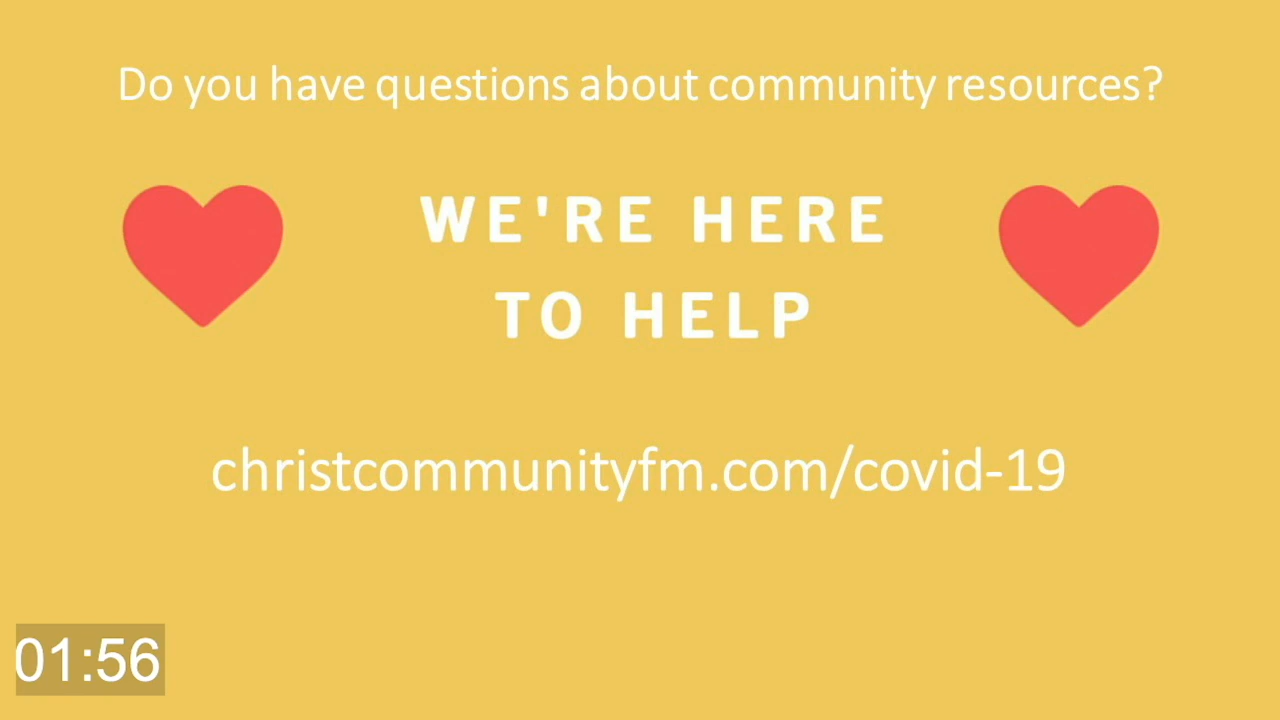 Do you have questions about community resources?
WE'RE HERE
TO HELP
christcommunityfm.com/covid-19
01:56